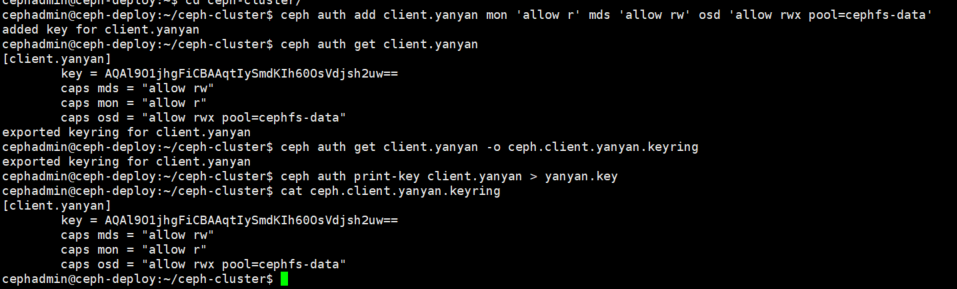 cephadmin@ceph-deploy:~$ cd ceph-cluster/
cephadmin@ceph-deploy:~/ceph-cluster$ ceph auth add client.yanyan mon 'allow r' mds 'allow rw' osd 'allow rwx pool=cephfs-data'
added key for client.yanyan
cephadmin@ceph-deploy:~/ceph-cluster$ ceph auth get client.yanyan
[client.yanyan]
key = AQAl9O1jhgFiCBAAqtIySmdKIh60OsVdjsh2uw==
caps mds = "allow rw"
caps mon = "allow r"
caps osd = "allow rwx pool=cephfs-data"
exported keyring for client.yanyan
cephadmin@ceph-deploy:~/ceph-cluster$ ceph auth get client.yanyan -o ceph.client.yanyan.keyring
exported keyring for client.yanyan
cephadmin@ceph-deploy:~/ceph-cluster$ ceph auth print-key client.yanyan > yanyan.key
cephadmin@ceph-deploy:~/ceph-cluster$ cat ceph.client.yanyan.keyring
[client.yanyan]
key = AQAl9O1jhgFiCBAAqtIySmdKIh60OsVdjsh2uw==
caps mds = "allow rw"
caps mon = "allow r"
caps osd = "allow rwx pool=cephfs-data"
cephadmin@ceph-deploy:~/ceph-cluster$